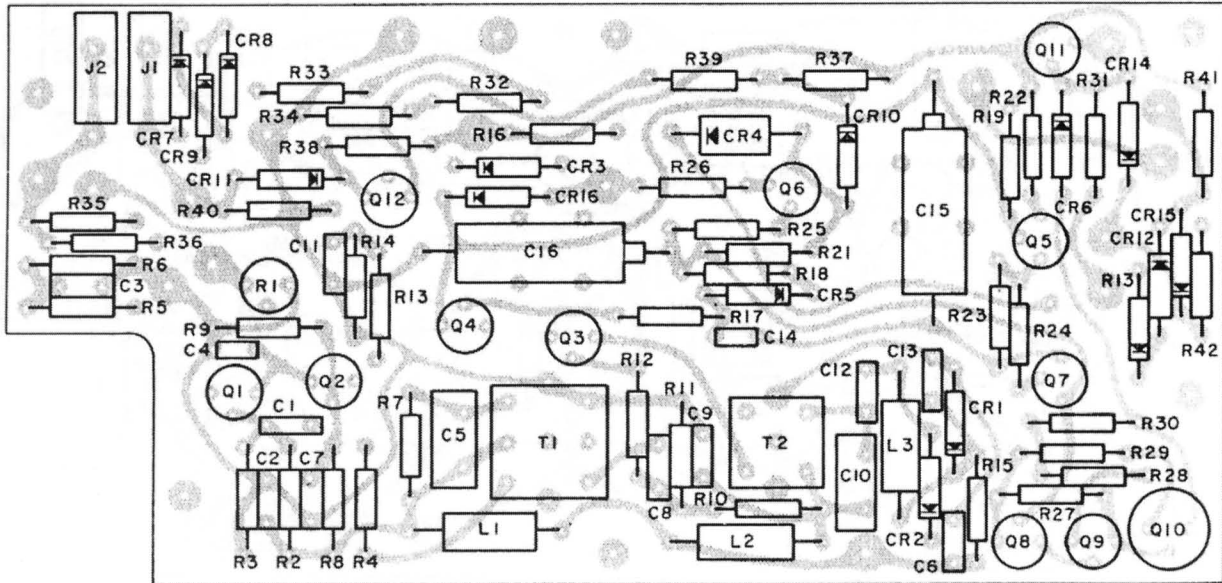 J2
J1
CR8
CR7
CR9
R33
R34
R38
CR11
R40
R32
R16
CR3
CR16
Q12
R39
R37
CR4
CR10
R26
Q6
C15
Q11
CR14
R41
R22
R31
R19
CR6
Q5
CR15
CR12
R13
R42
R35
R36
R6
C3
R5
C11
R14
R13
R1
R9
C4
Q1
Q2
C1
C16
Q4
Q3
R25
R21
R18
CR5
R17
C14
R23
R24
Q7
R7
C5
T1
R12
R11
C9
T2
C12
C13
CR1
L3
C10
R15
R30
R29
R28
R27
C2
C7
R3
R2
R8
R4
L1
C8
R10
L2
CR2
C6
Q8
Q9
Q10